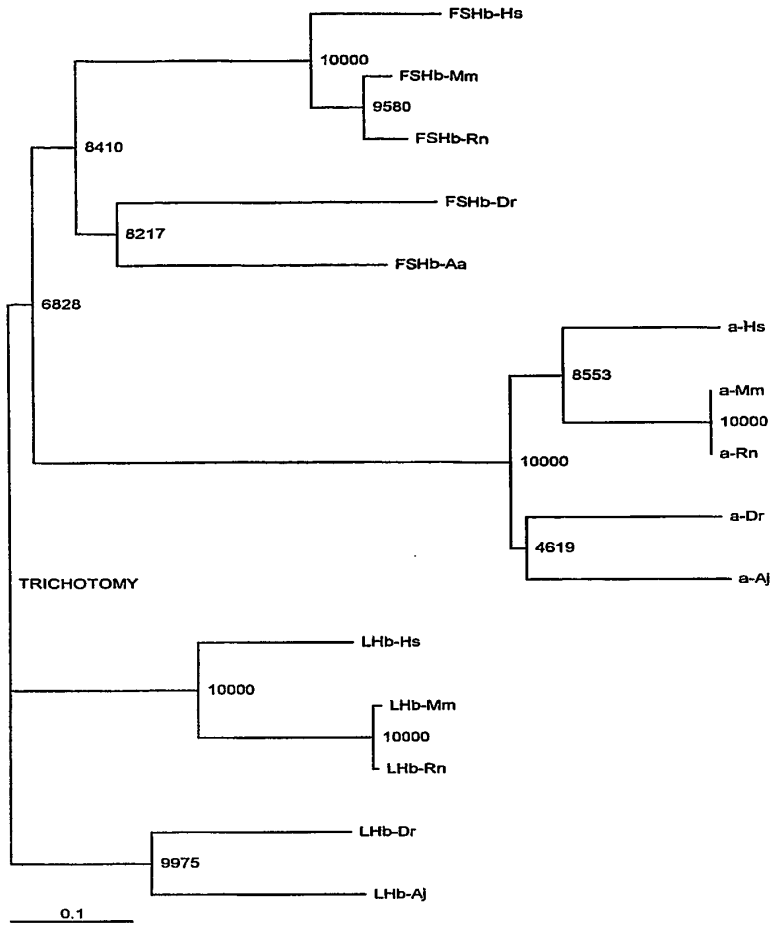 FSHb-Hs
10000
FSHb-Mm
9580
FSHb-Rn
8410
FSHb-Dr
8217
FSHb-Aa
6828
a-Hs
8553
a-Mm
10000
a-Rn
10000
a-Dr
4619
a-Aj
TRICHOTOMY
LHb-Hs
10000
LHb-Mm
10000
LHb-Rn
LHb-Dr
9975
LHb-Aj
0.1